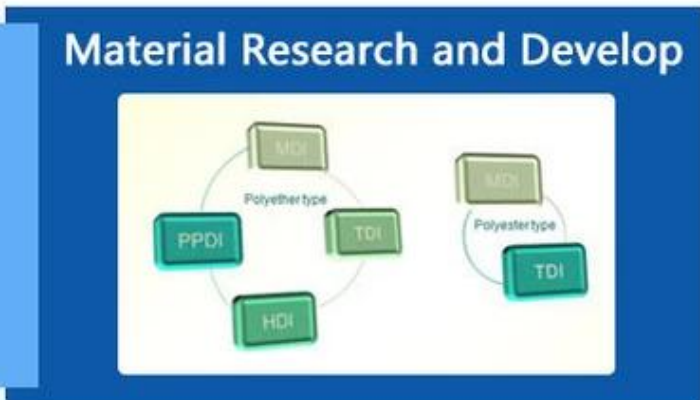 Material Research and Develop
MDI
Polyether type
PPDI
TDI
HDI
MDI
Polyester type
TDI